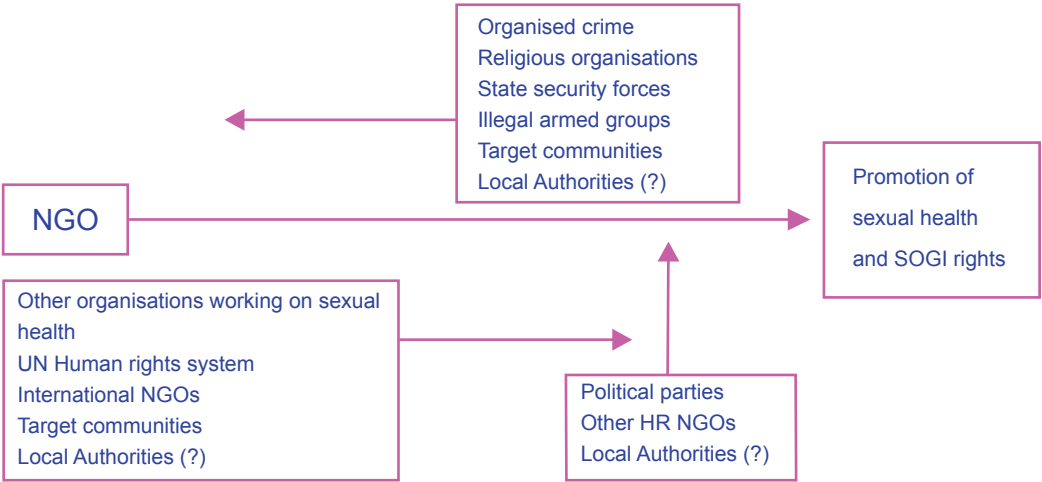 Organised crime
Religious organisations
State security forces
Illegal armed groups
Target communities
Local Authorities (?)
NGO
Promotion of
sexual health
and SOGI rights
Other organisations working on sexual
health
UN Human rights system
International NGOs
Target communities
Local Authorities (?)
Political parties
Other HR NGOs
Local Authorities (?)